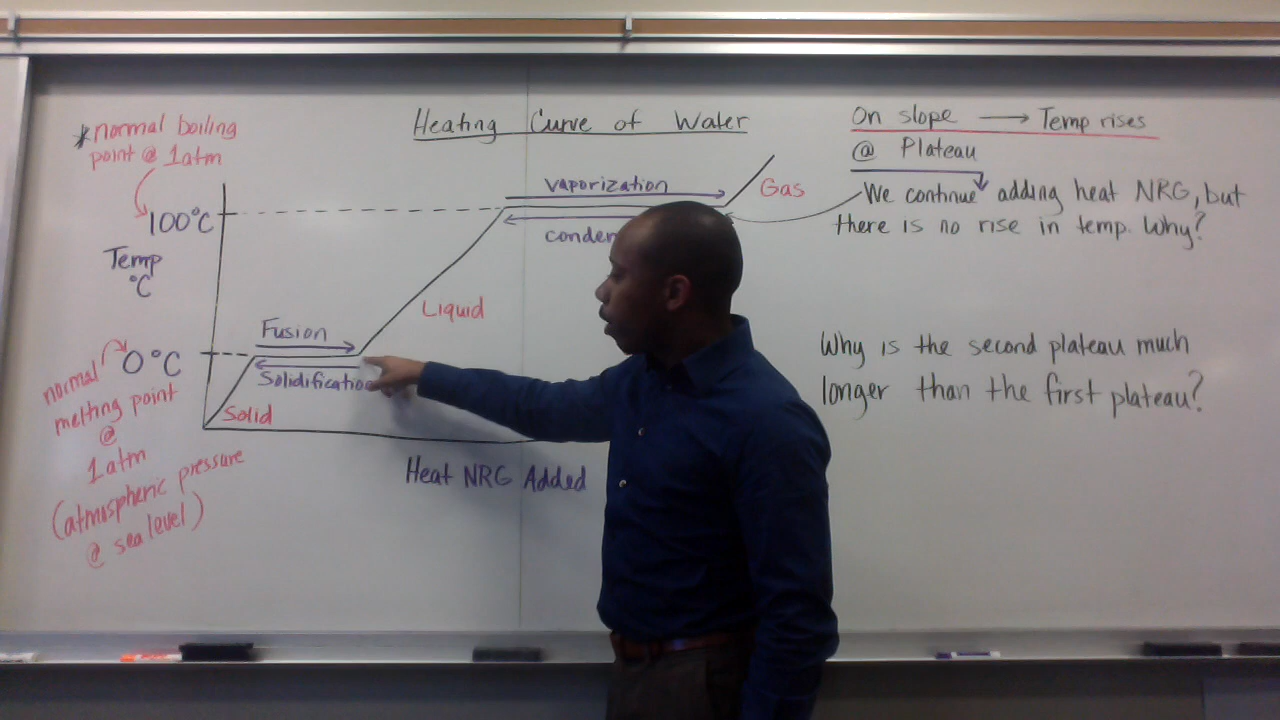 Heating Curve of Water
*normal boiling
point @ 1atm
100°C
Temp
°C
0°C
normal
melting point
@
1atm
(atmospheric pressure
@ sea level)
Solid
Fusion
Solidification
Liquid
vaporization
Gas
Heat NRG Added
On slope → Temp rises
@ Plateau
We continue adding heat NRG, but
there is no rise in temp. Why?
Why is the second plateau much
longer than the first plateau?